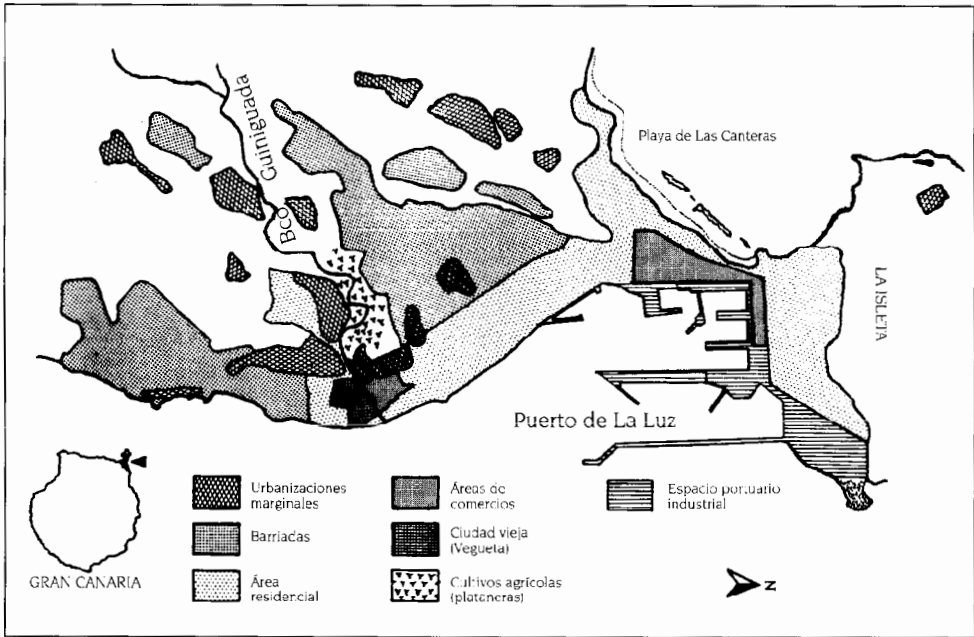 Bco Guiniguada
Playa de Las Canteras
LA ISLETA
Puerto de La Luz
GRAN CANARIA
Urbanizaciones
marginales
Barriadas
Área
residencial
Áreas de
comercios
Ciudad vieja
(Vegueta)
Cultivos agrícolas
(plataneras)
Espacio portuario
industrial
N